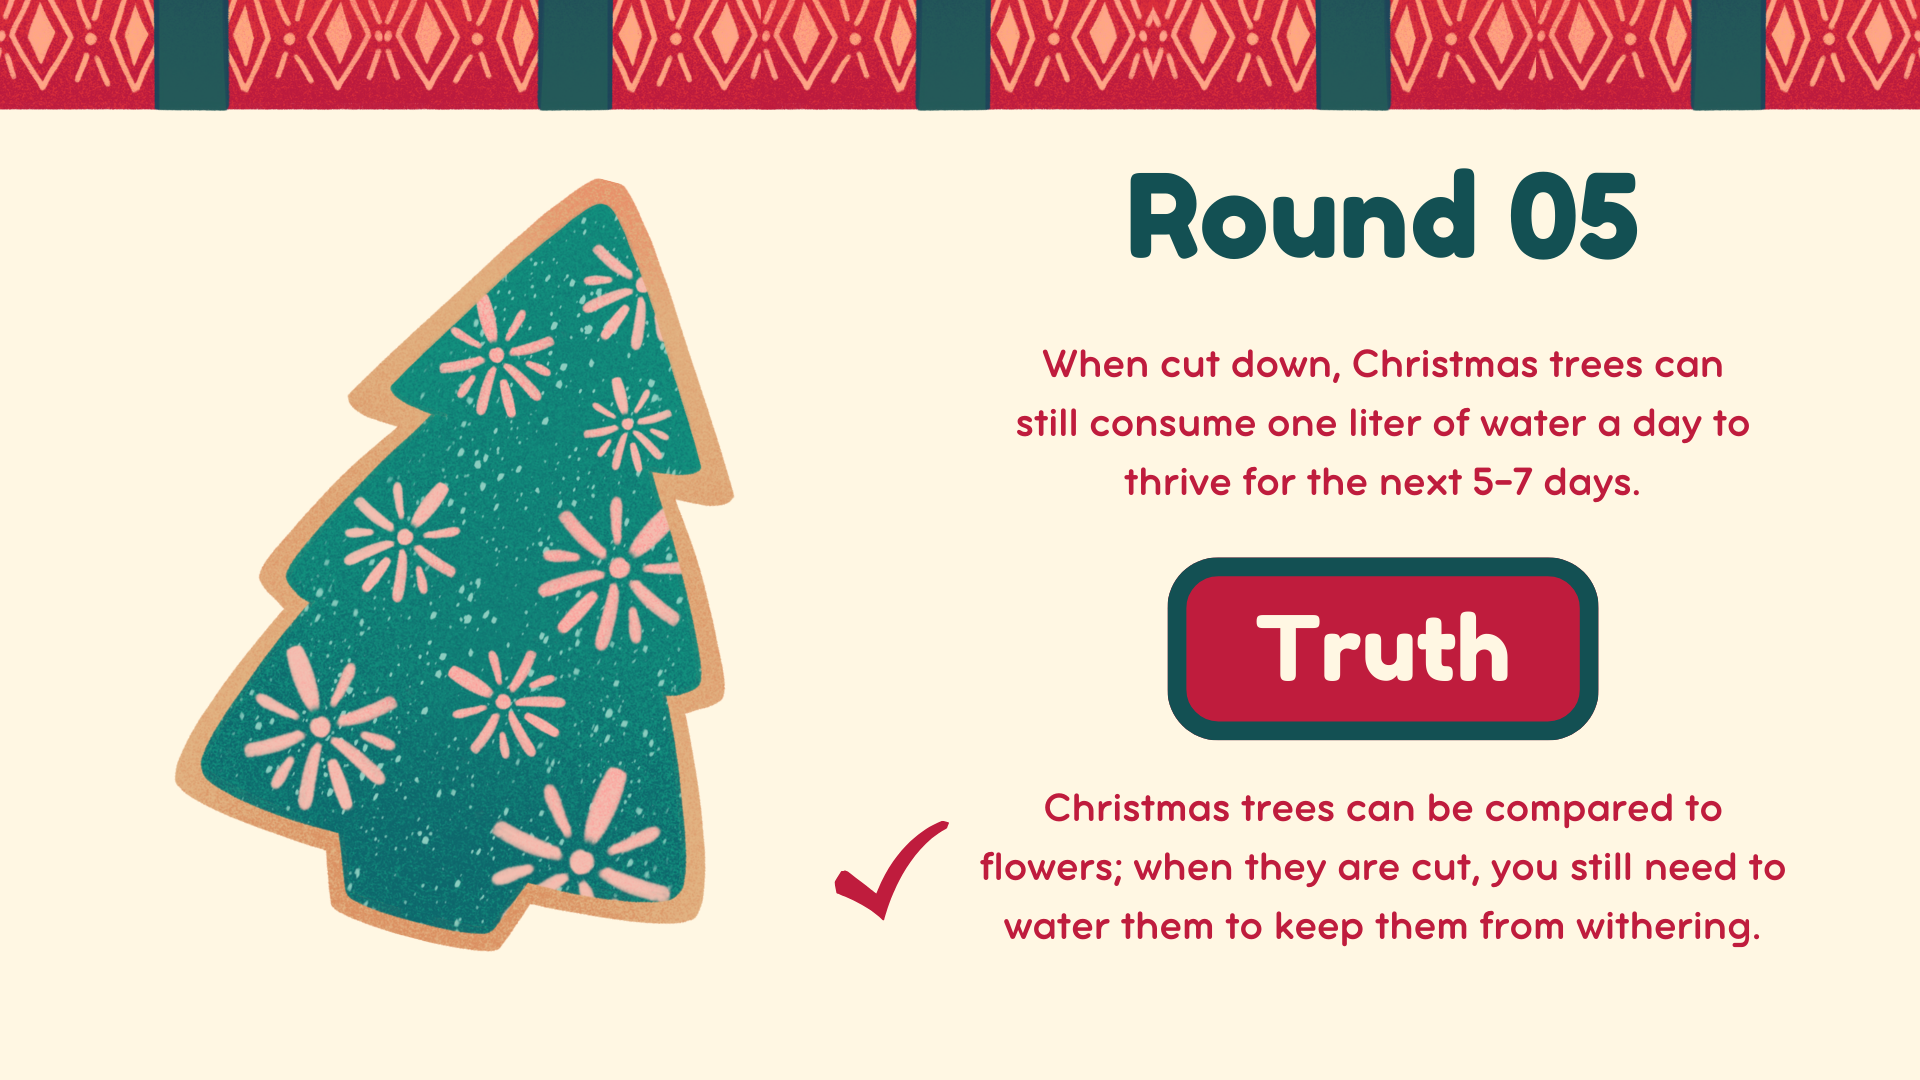 Round 05
When cut down, Christmas trees can
still consume one liter of water a day to
thrive for the next 5-7 days.
Truth
Christmas trees can be compared to
flowers; when they are cut, you still need to
water them to keep them from withering.